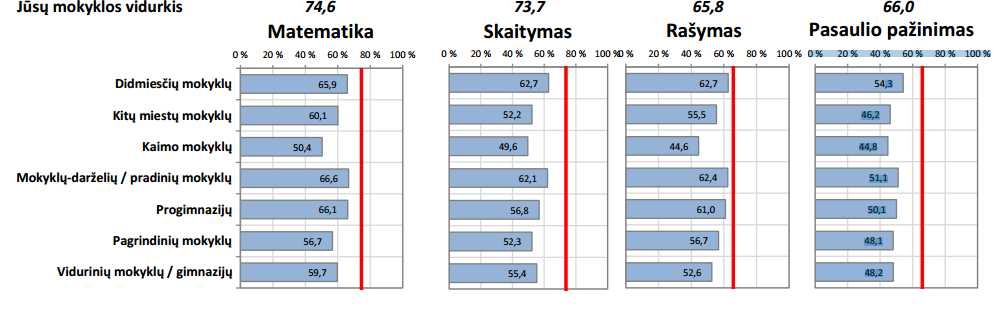 Jūsų mokyklos vidurkis 74,6 73,7 65,8 66,0
Matematika Skaitymas Rašymas Pasaulio pažinimas
0 % 20 % 40 % 60 % 80 % 100 % 0 % 20 % 40 % 60 % 80 % 100 % 0 % 20 % 40 % 60 % 80 % 100 % 0 % 20 % 40 % 60 % 80 % 100 %
Didmiesčių mokyklų 65,9 62,7 62,7 54,3
Kitų miestų mokyklų 60,1 52,2 55,5 46,2
Kaimo mokyklų 50,4 49,6 44,6 44,8
Mokyklų-darželių / pradinių mokyklų 66,6 62,1 62,4 51,1
Progimnazijų 66,1 56,8 61,0 50,1
Pagrindinių mokyklų 56,7 52,3 56,7 48,1
Vidurinių mokyklų / gimnazijų 59,7 55,4 52,6 48,2